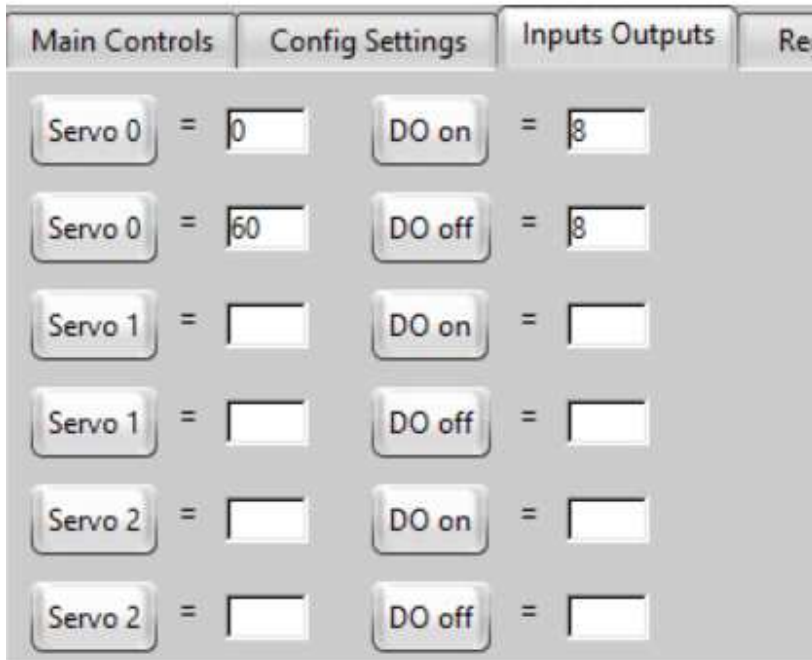 Main Controls Config Settings Inputs Outputs Re
Servo 0 = 0 DO on = 8
Servo 0 = 60 DO off = 8
Servo 1 = DO on =
Servo 1 = DO off =
Servo 2 = DO on =
Servo 2 = DO off =